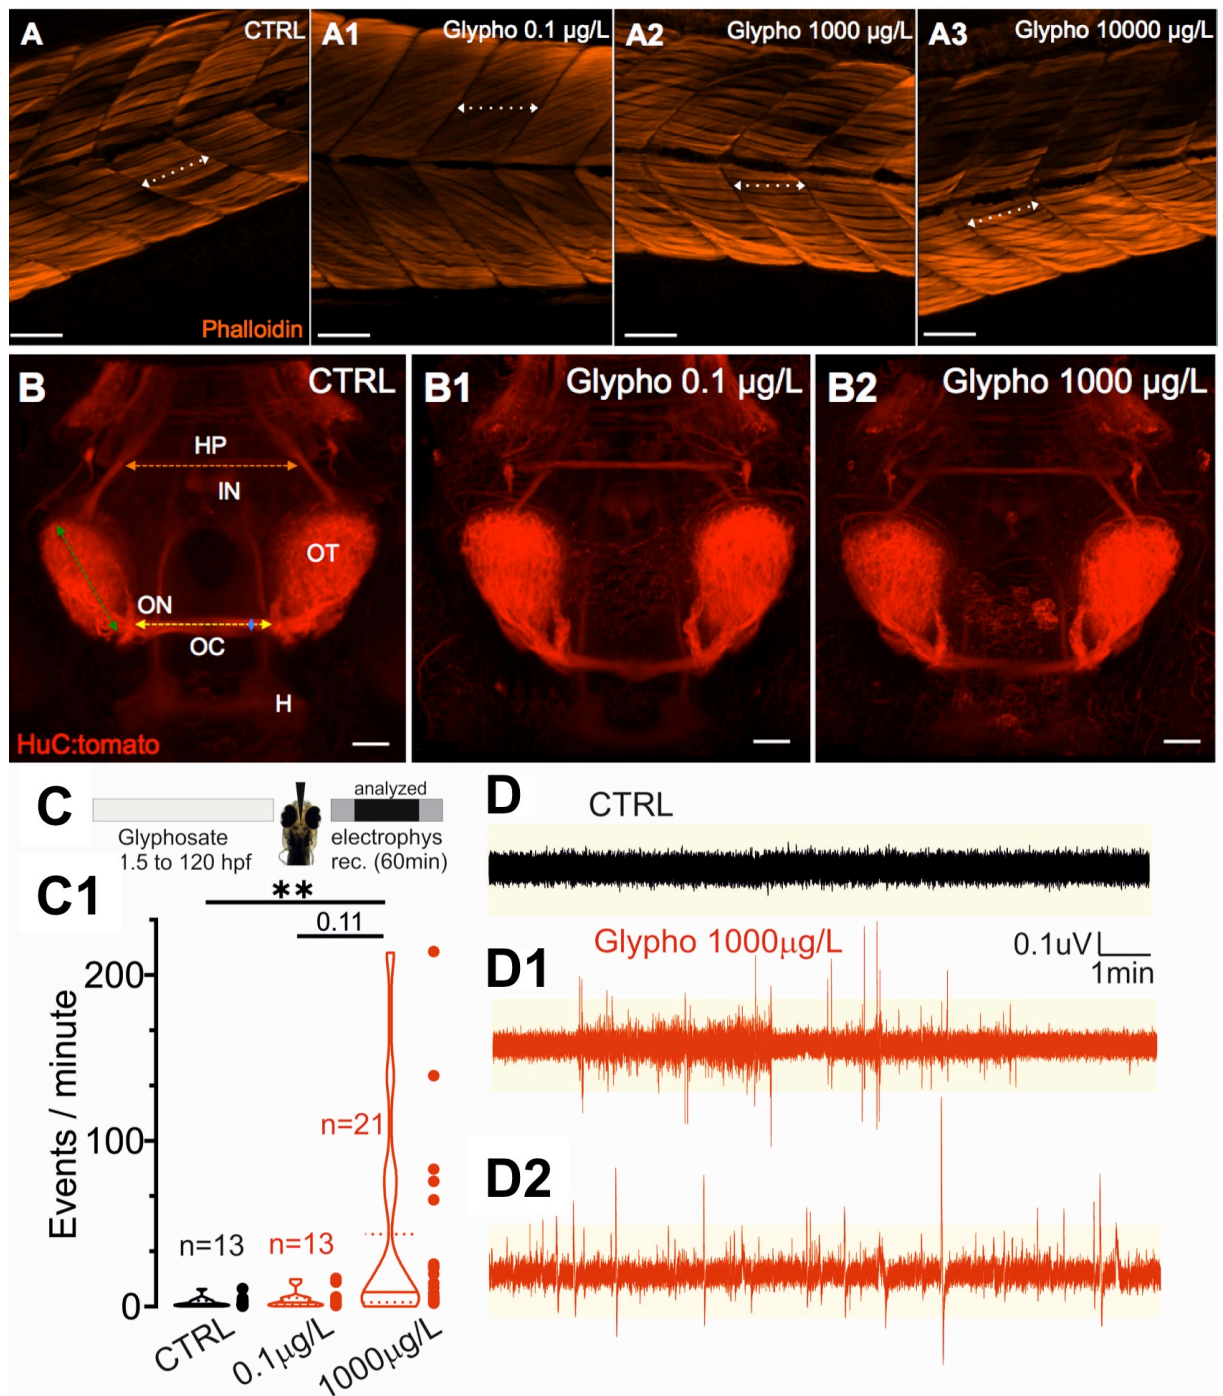 A CTRL
A1 Glypho 0.1 µg/L
A2 Glypho 1000 µg/L
A3 Glypho 10000 µg/L
Phalloidin
B CTRL
B1 Glypho 0.1 µg/L
B2 Glypho 1000 µg/L
HP
IN
OT
ON
OC
H
HuC:tomato
C
analyzed
Glyphosate
1.5 to 120 hpf
electrophys
rec. (60min)
C1
**
0.11
Events / minute
200
100
0
n=13
n=13
n=21
CTRL
0.1µg/L
1000µg/L
D
CTRL
D1
Glypho 1000µg/L
0.1uV
1min
D2